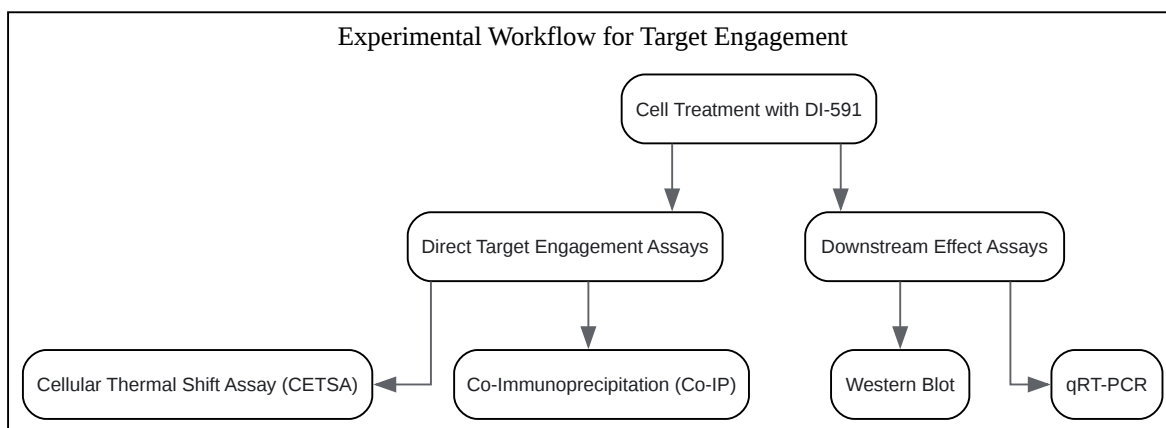 Experimental Workflow for Target Engagement
Cell Treatment with DI-591
Direct Target Engagement Assays
Downstream Effect Assays
Cellular Thermal Shift Assay (CETSA)
Co-Immunoprecipitation (Co-IP)
Western Blot
qRT-PCR